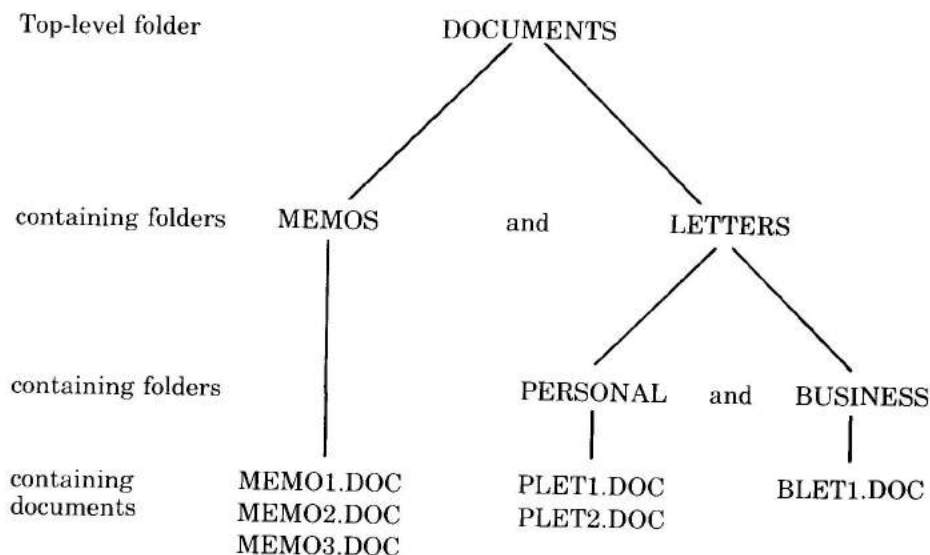 Top-level folder DOCUMENTS
containing folders MEMOS and LETTERS
containing folders PERSONAL and BUSINESS
containing documents
MEMO1.DOC PLET1.DOC BLET1.DOC
MEMO2.DOC PLET2.DOC
MEMO3.DOC